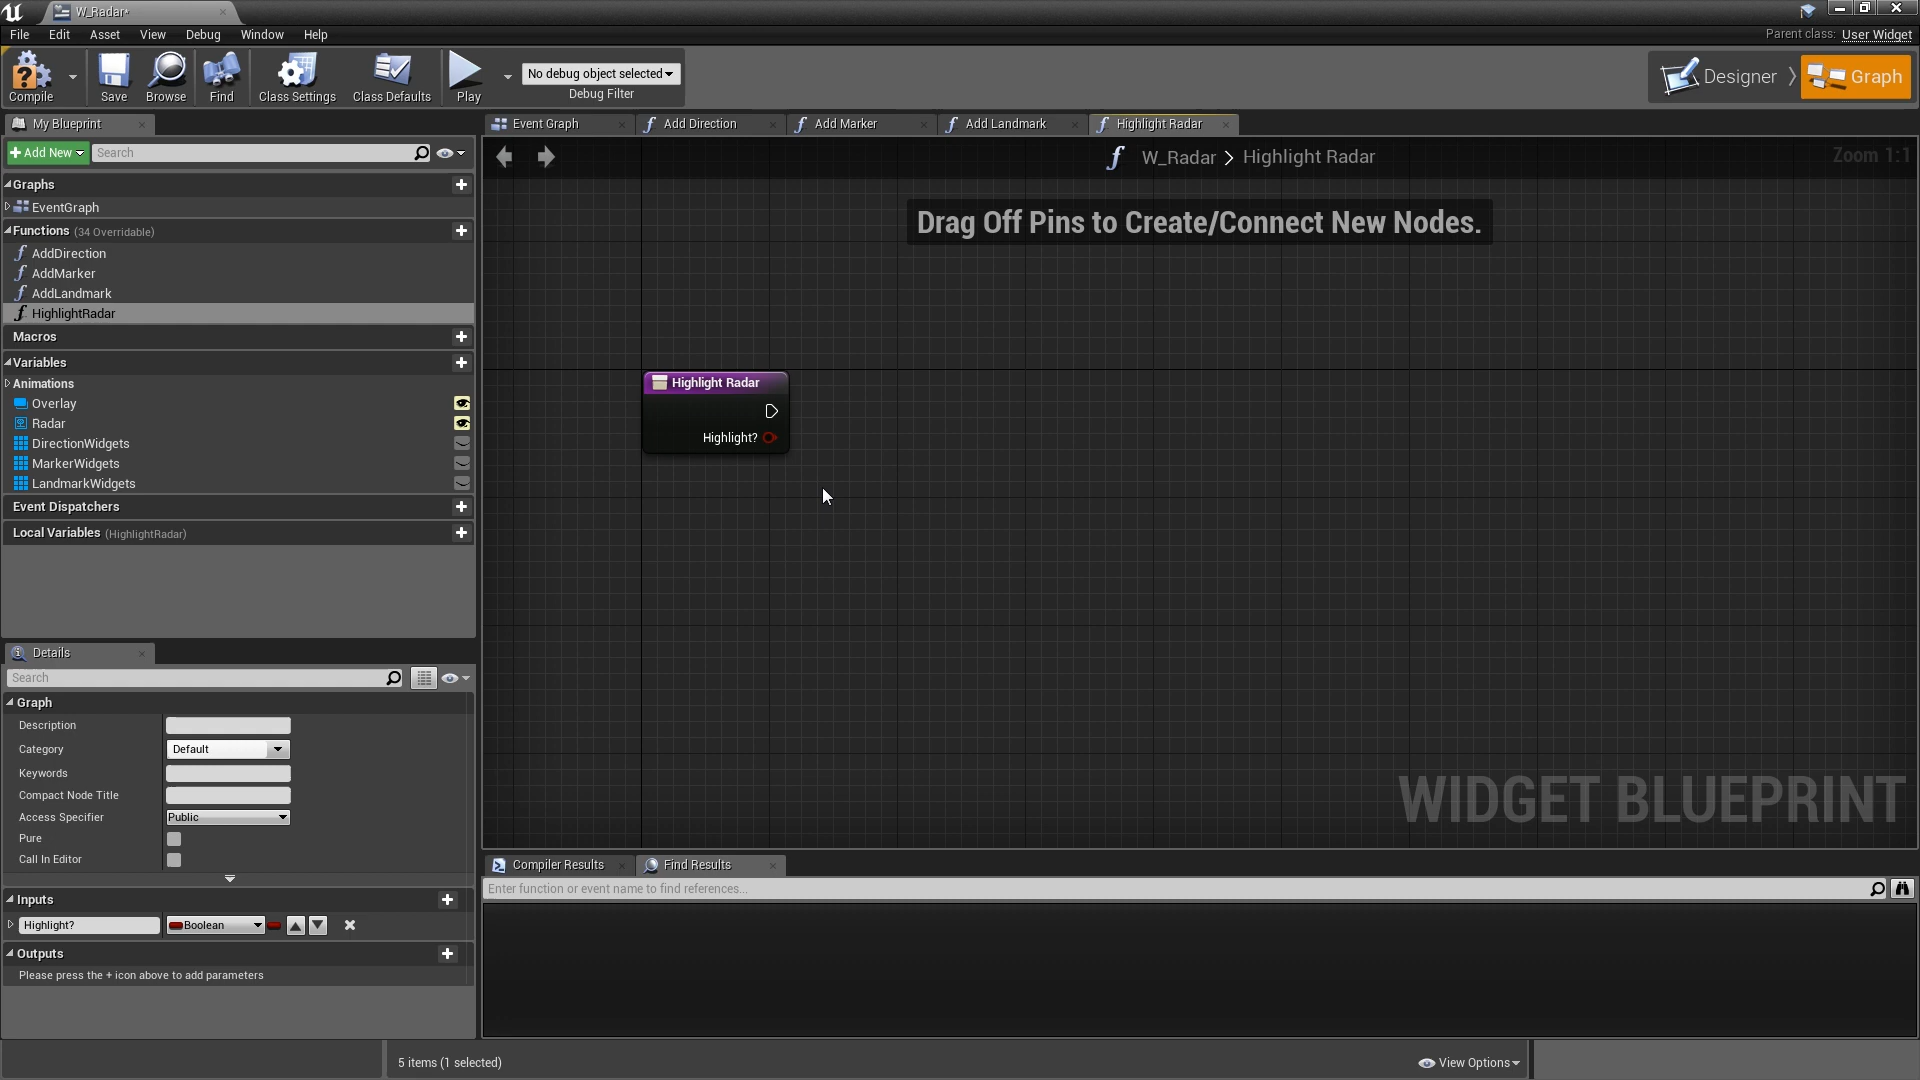 W_Radar*
File Edit Asset View Debug Window Help
Parent class: User Widget
Compile
Save
Browse
Find
Class Settings
Class Defaults
Play
No debug object selected
Debug Filter
Designer
Graph
My Blueprint
Add New
Search
Graphs
EventGraph
Functions (34 Overridable)
AddDirection
AddMarker
AddLandmark
HighlightRadar
Macros
Variables
Animations
Overlay
Radar
DirectionWidgets
MarkerWidgets
LandmarkWidgets
Event Dispatchers
Local Variables (HighlightRadar)
Details
Search
Graph
Description
Category Default
Keywords
Compact Node Title
Access Specifier Public
Pure
Call In Editor
Inputs
Highlight? Boolean
Outputs
Please press the + icon above to add parameters
Event Graph
Add Direction
Add Marker
Add Landmark
Highlight Radar
W_Radar > Highlight Radar
Zoom 1:1
Drag Off Pins to Create/Connect New Nodes.
Highlight Radar
Highlight?
WIDGET BLUEPRINT
Compiler Results
Find Results
Enter function or event name to find references...
5 items (1 selected)
View Options